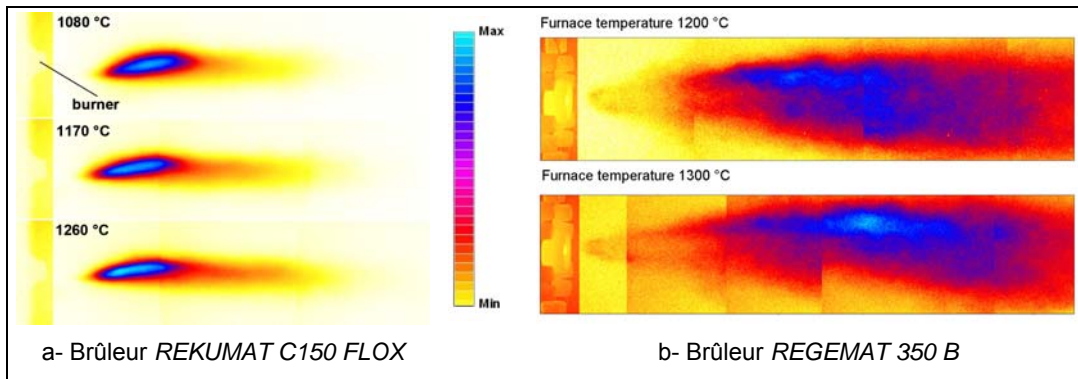 1080 °C
burner
1170 °C
1260 °C
Max
Min
Furnace temperature 1200 °C
Furnace temperature 1300 °C
a- Brûleur REKUMAT C150 FLOX
b- Brûleur REGEMAT 350 B